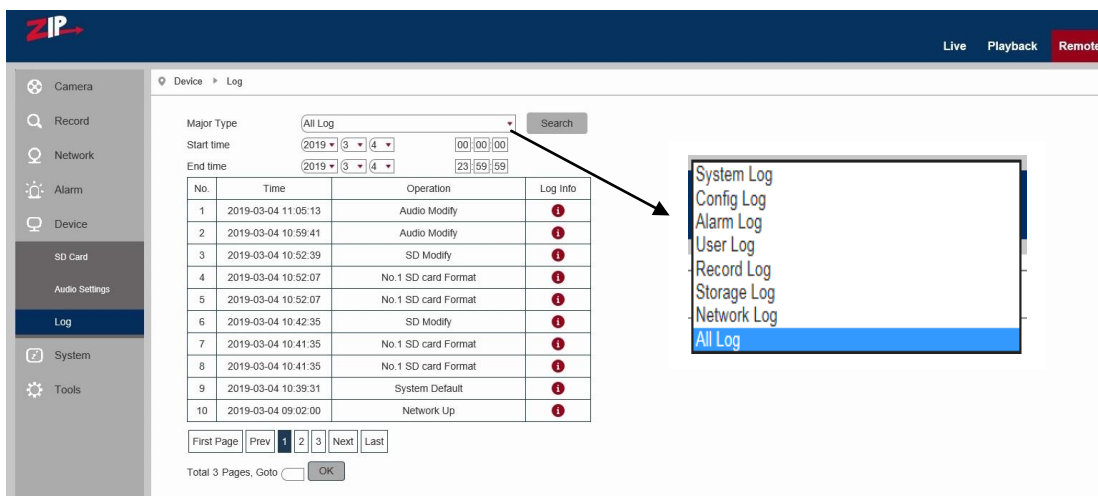 ZIP
Live Playback Remote
Camera
Record
Network
Alarm
Device
SD Card
Audio Settings
Log
System
Tools
Device Log
Major Type All Log Search
Start time 2019 3 4 00:00:00
End time 2019 3 4 23:59:59
No. Time Operation Log Info
1 2019-03-04 11:05:13 Audio Modify
2 2019-03-04 10:59:41 Audio Modify
3 2019-03-04 10:52:39 SD Modify
4 2019-03-04 10:52:07 No.1 SD card Format
5 2019-03-04 10:52:07 No.1 SD card Format
6 2019-03-04 10:42:35 SD Modify
7 2019-03-04 10:41:35 No.1 SD card Format
8 2019-03-04 10:41:35 No.1 SD card Format
9 2019-03-04 10:39:31 System Default
10 2019-03-04 09:02:00 Network Up
First Page Prev 1 2 3 Next Last
Total 3 Pages, Goto OK
System Log
Config Log
Alarm Log
User Log
Record Log
Storage Log
Network Log
All Log